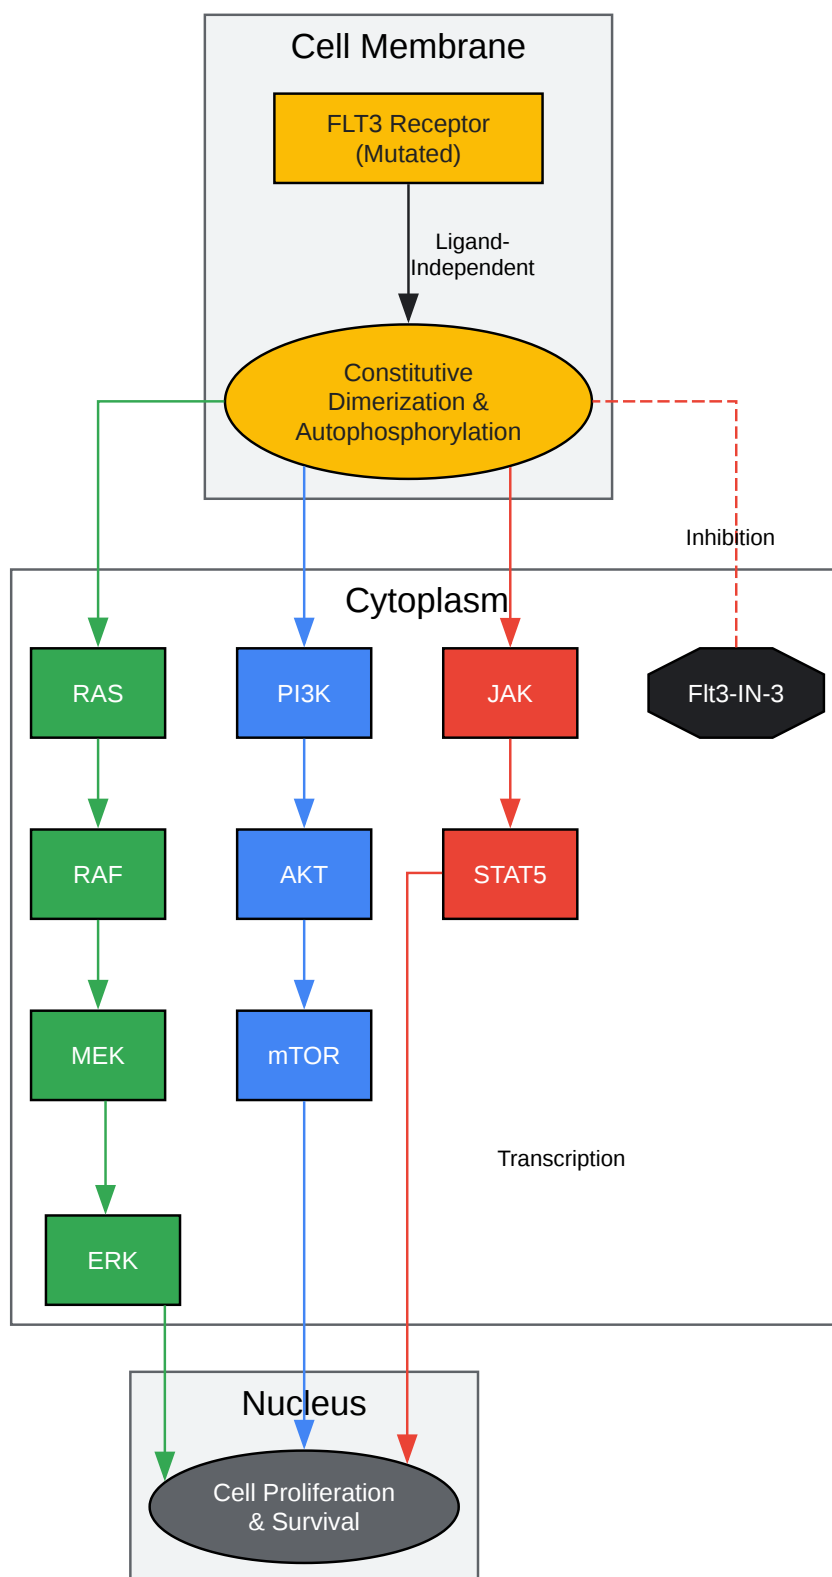 Cell Membrane
FLT3 Receptor
(Mutated)
Ligand-
Independent
Constitutive
Dimerization &
Autophosphorylation
Inhibition
Cytoplasm
RAS
PI3K
JAK
Flt3-IN-3
RAF
AKT
STAT5
MEK
mTOR
Transcription
ERK
Nucleus
Cell Proliferation
& Survival